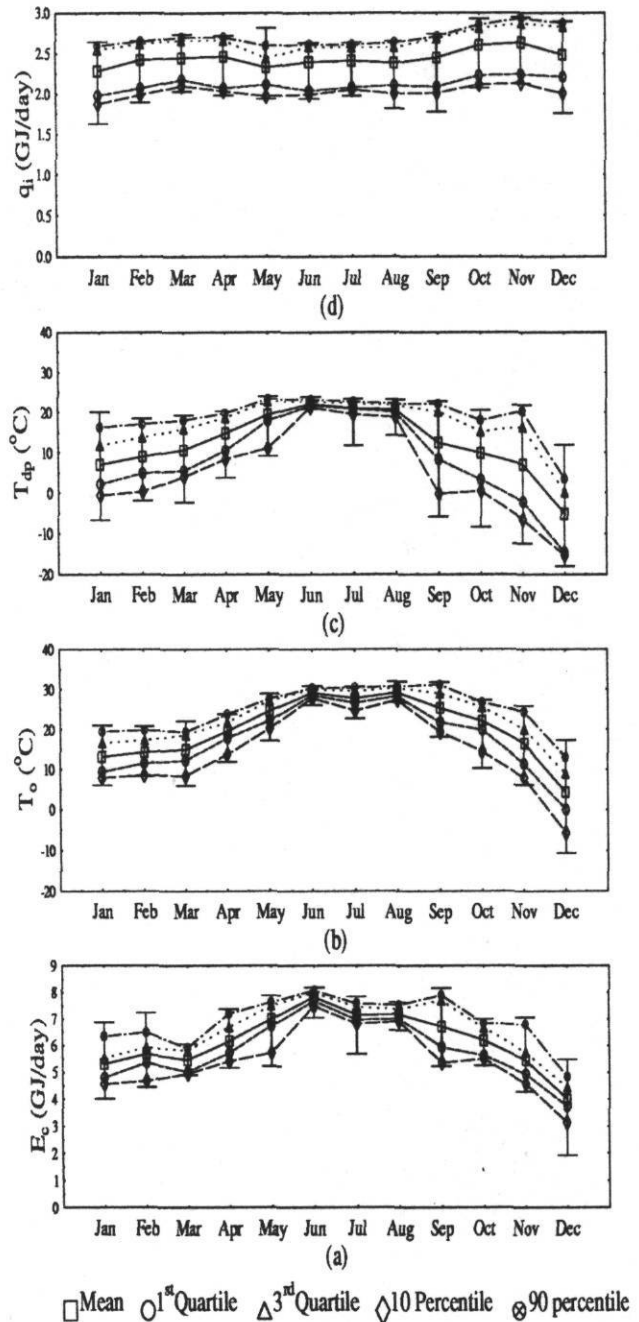 3.0
2.5
2.0
1.5
1.0
0.5
0.0
q_i (GJ/day)
Jan Feb Mar Apr May Jun Jul Aug Sep Oct Nov Dec
(d)
40
30
20
10
0
-10
-20
T_dp (°C)
Jan Feb Mar Apr May Jun Jul Aug Sep Oct Nov Dec
(c)
40
30
20
10
0
-10
-20
T_o (°C)
Jan Feb Mar Apr May Jun Jul Aug Sep Oct Nov Dec
(b)
9
8
7
6
5
4
3
2
1
0
(GJ/day)
Jan Feb Mar Apr May Jun Jul Aug Sep Oct Nov Dec
(a)
Mean 1st Quartile 3rd Quartile 10 Percentile 90 percentile